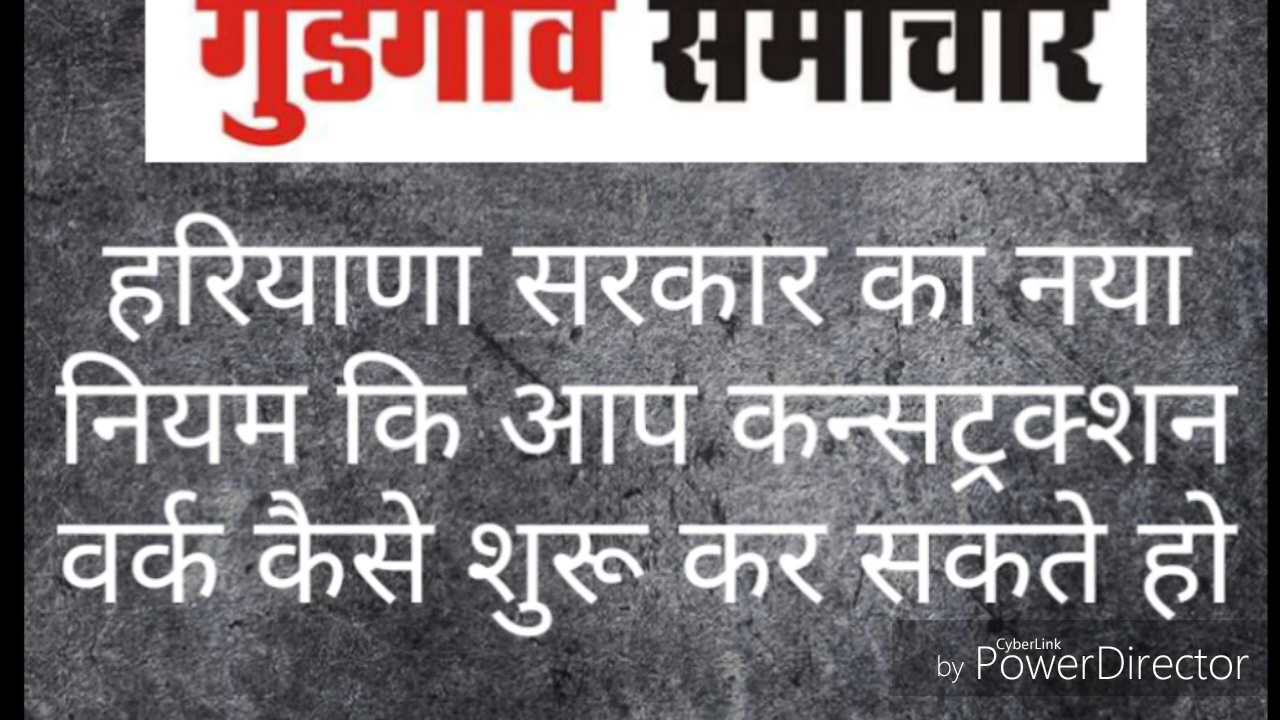 गुडगांव समाचार
हरियाणा सरकार का नया
नियम कि आप कन्सट्रक्शन
वर्क कैसे शुरू कर सकते हो
CyberLink
by PowerDirector